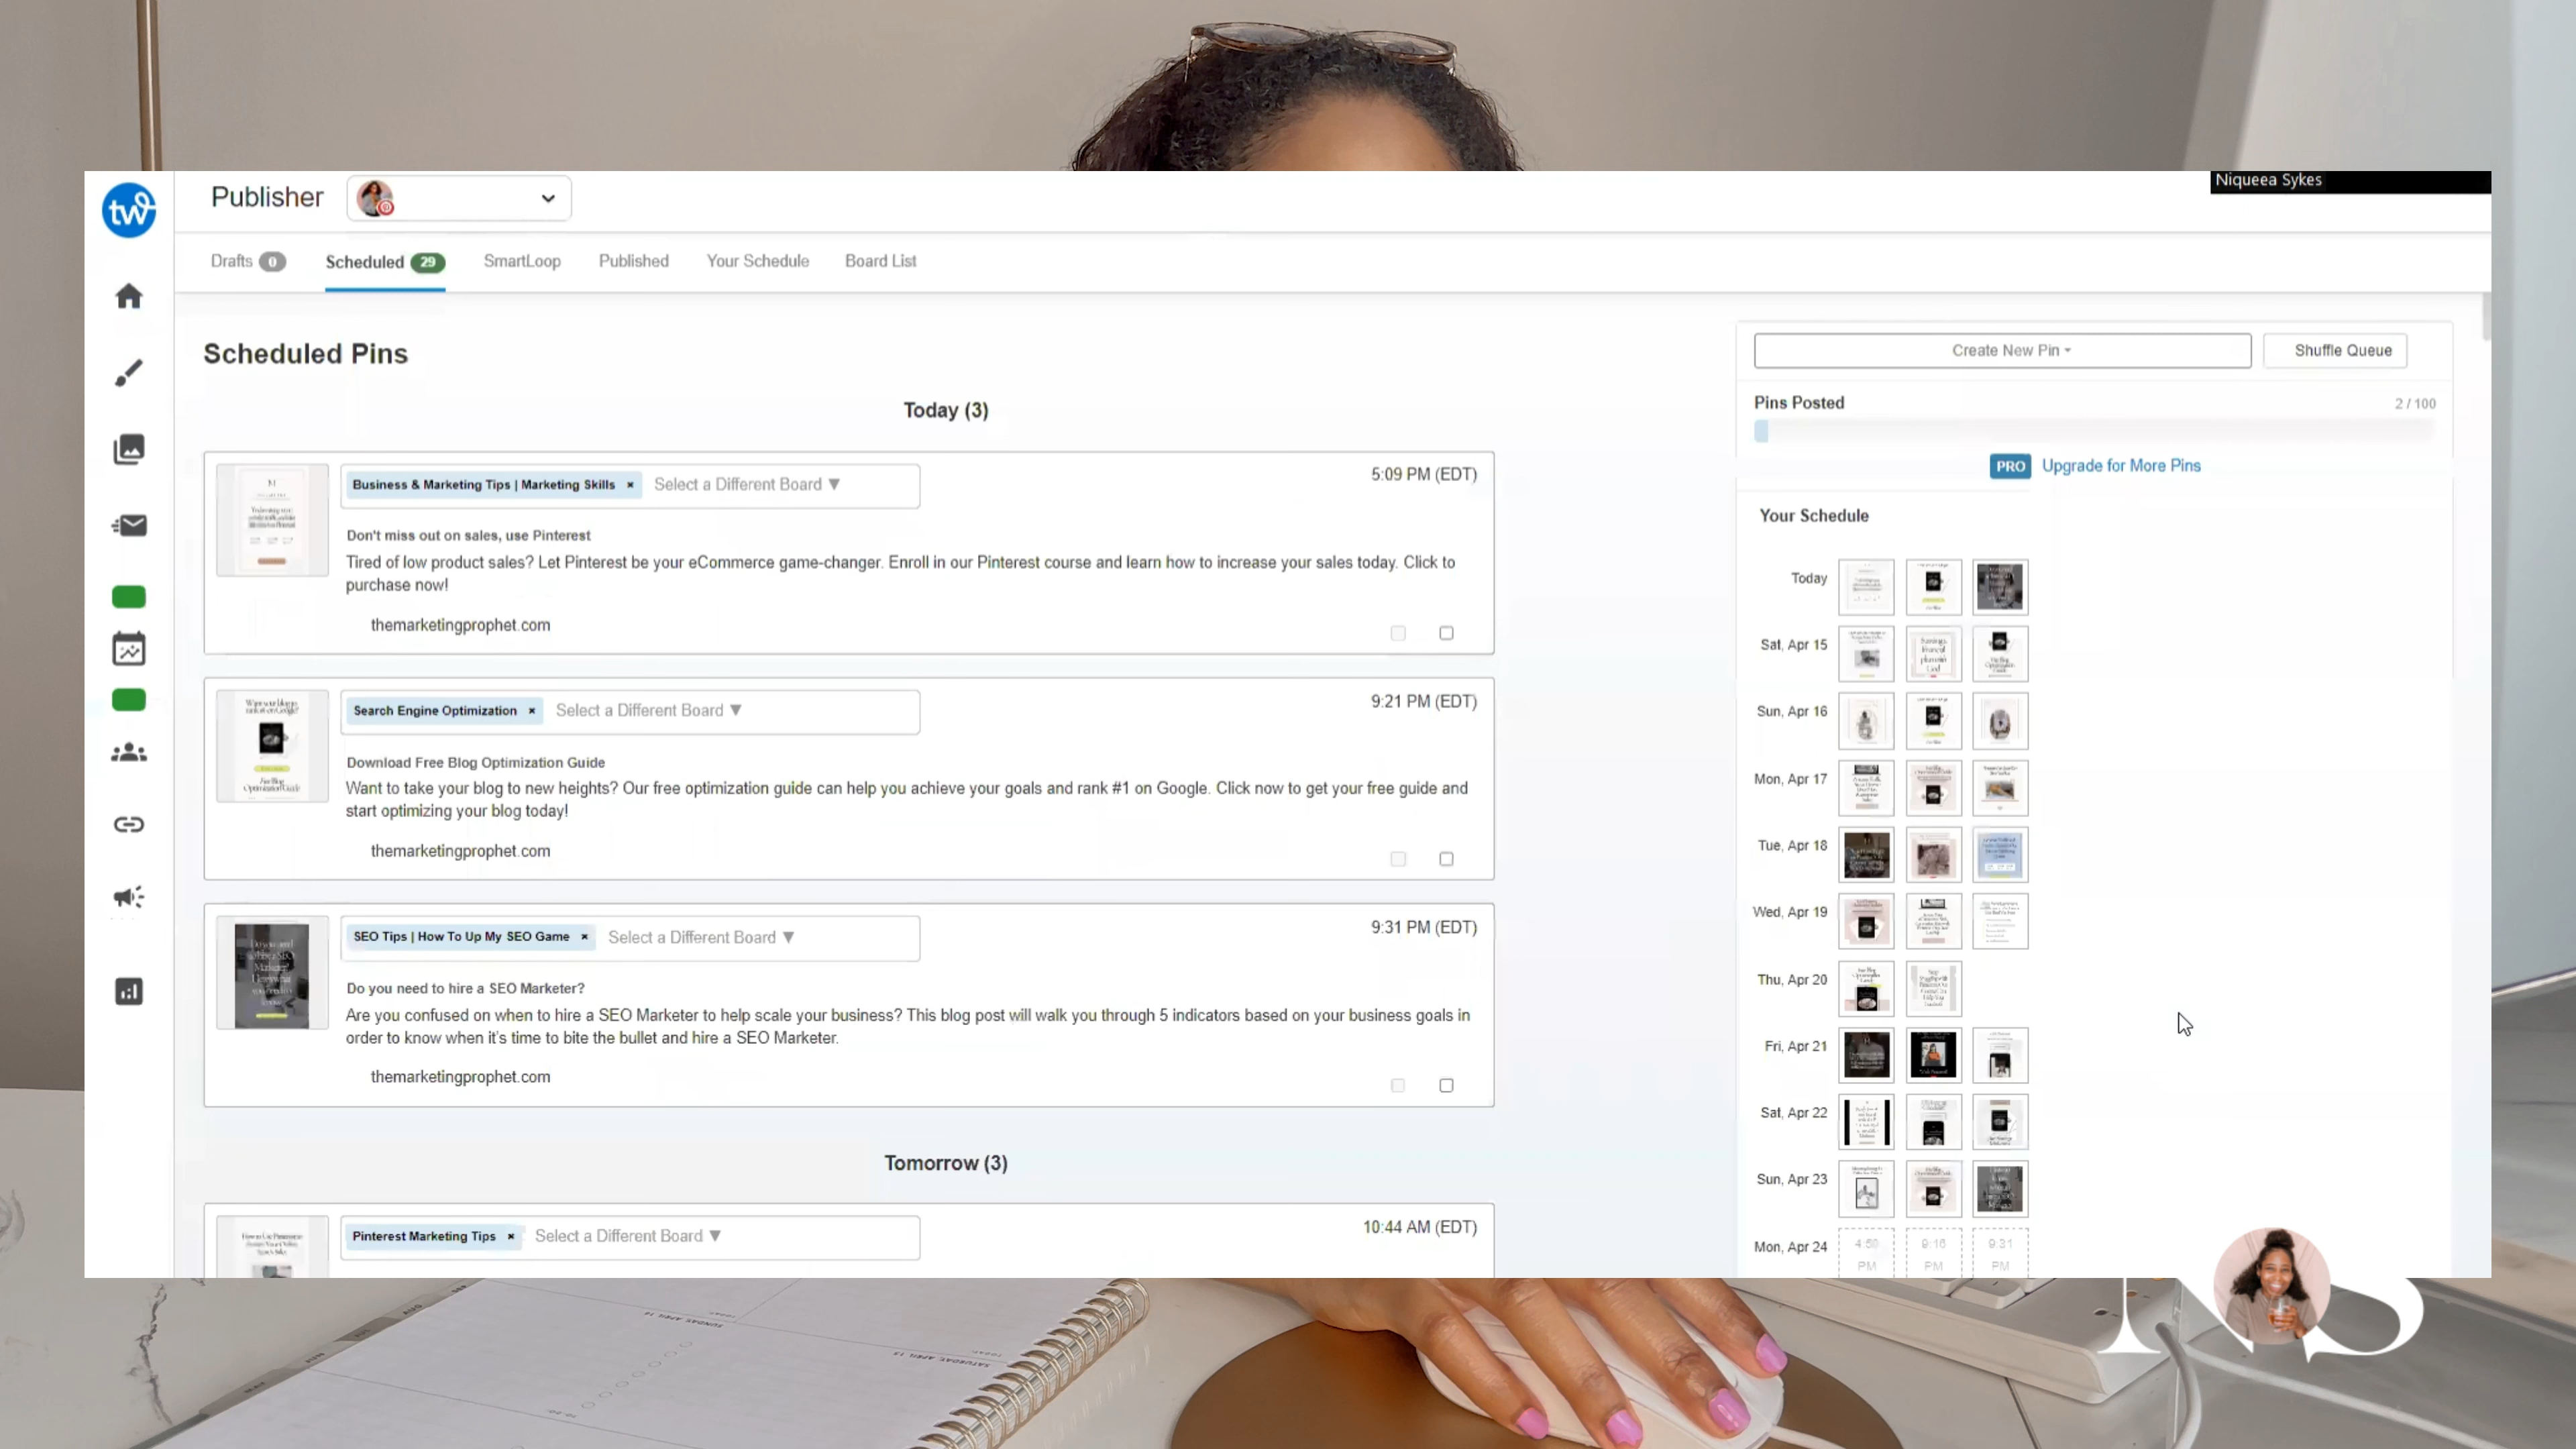 Niqueea Sykes
tw
Publisher
Drafts 0
Scheduled 29
SmartLoop
Published
Your Schedule
Board List
Scheduled Pins
Create New Pin
Shuffle Queue
Today (3)
Pins Posted
2 / 100
PRO Upgrade for More Pins
Business & Marketing Tips | Marketing Skills ×
Select a Different Board ▼
5:09 PM (EDT)
Don't miss out on sales, use Pinterest
Tired of low product sales? Let Pinterest be your eCommerce game-changer. Enroll in our Pinterest course and learn how to increase your sales today. Click to
purchase now!
themarketingprophet.com
Search Engine Optimization ×
Select a Different Board ▼
9:21 PM (EDT)
Download Free Blog Optimization Guide
Want to take your blog to new heights? Our free optimization guide can help you achieve your goals and rank #1 on Google. Click now to get your free guide and
start optimizing your blog today!
themarketingprophet.com
SEO Tips | How To Up My SEO Game ×
Select a Different Board ▼
9:31 PM (EDT)
Do you need to hire a SEO Marketer?
Are you confused on when to hire a SEO Marketer to help scale your business? This blog post will walk you through 5 indicators based on your business goals in
order to know when it's time to bite the bullet and hire a SEO Marketer.
themarketingprophet.com
Tomorrow (3)
Pinterest Marketing Tips ×
Select a Different Board ▼
10:44 AM (EDT)
Your Schedule
Today
Sat, Apr 15
Sun, Apr 16
Mon, Apr 17
Tue, Apr 18
Wed, Apr 19
Thu, Apr 20
Fri, Apr 21
Sat, Apr 22
Sun, Apr 23
Mon, Apr 24
9:16 PM
9:31 PM
SUNDAY, APRIL 16
SATURDAY, APRIL 15
NS